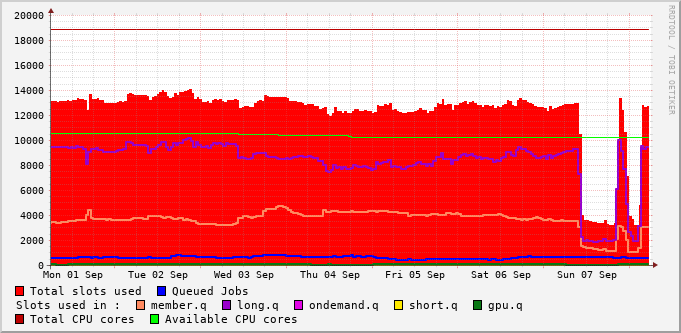 RRDTOOL / TOBI OETIKER
20000
18000
16000
14000
12000
10000
8000
6000
4000
2000
0
Mon 01 Sep Tue 02 Sep Wed 03 Sep Thu 04 Sep Fri 05 Sep Sat 06 Sep Sun 07 Sep
Total slots used Queued Jobs
Slots used in : member.q long.q ondemand.q short.q gpu.q
Total CPU cores Available CPU cores